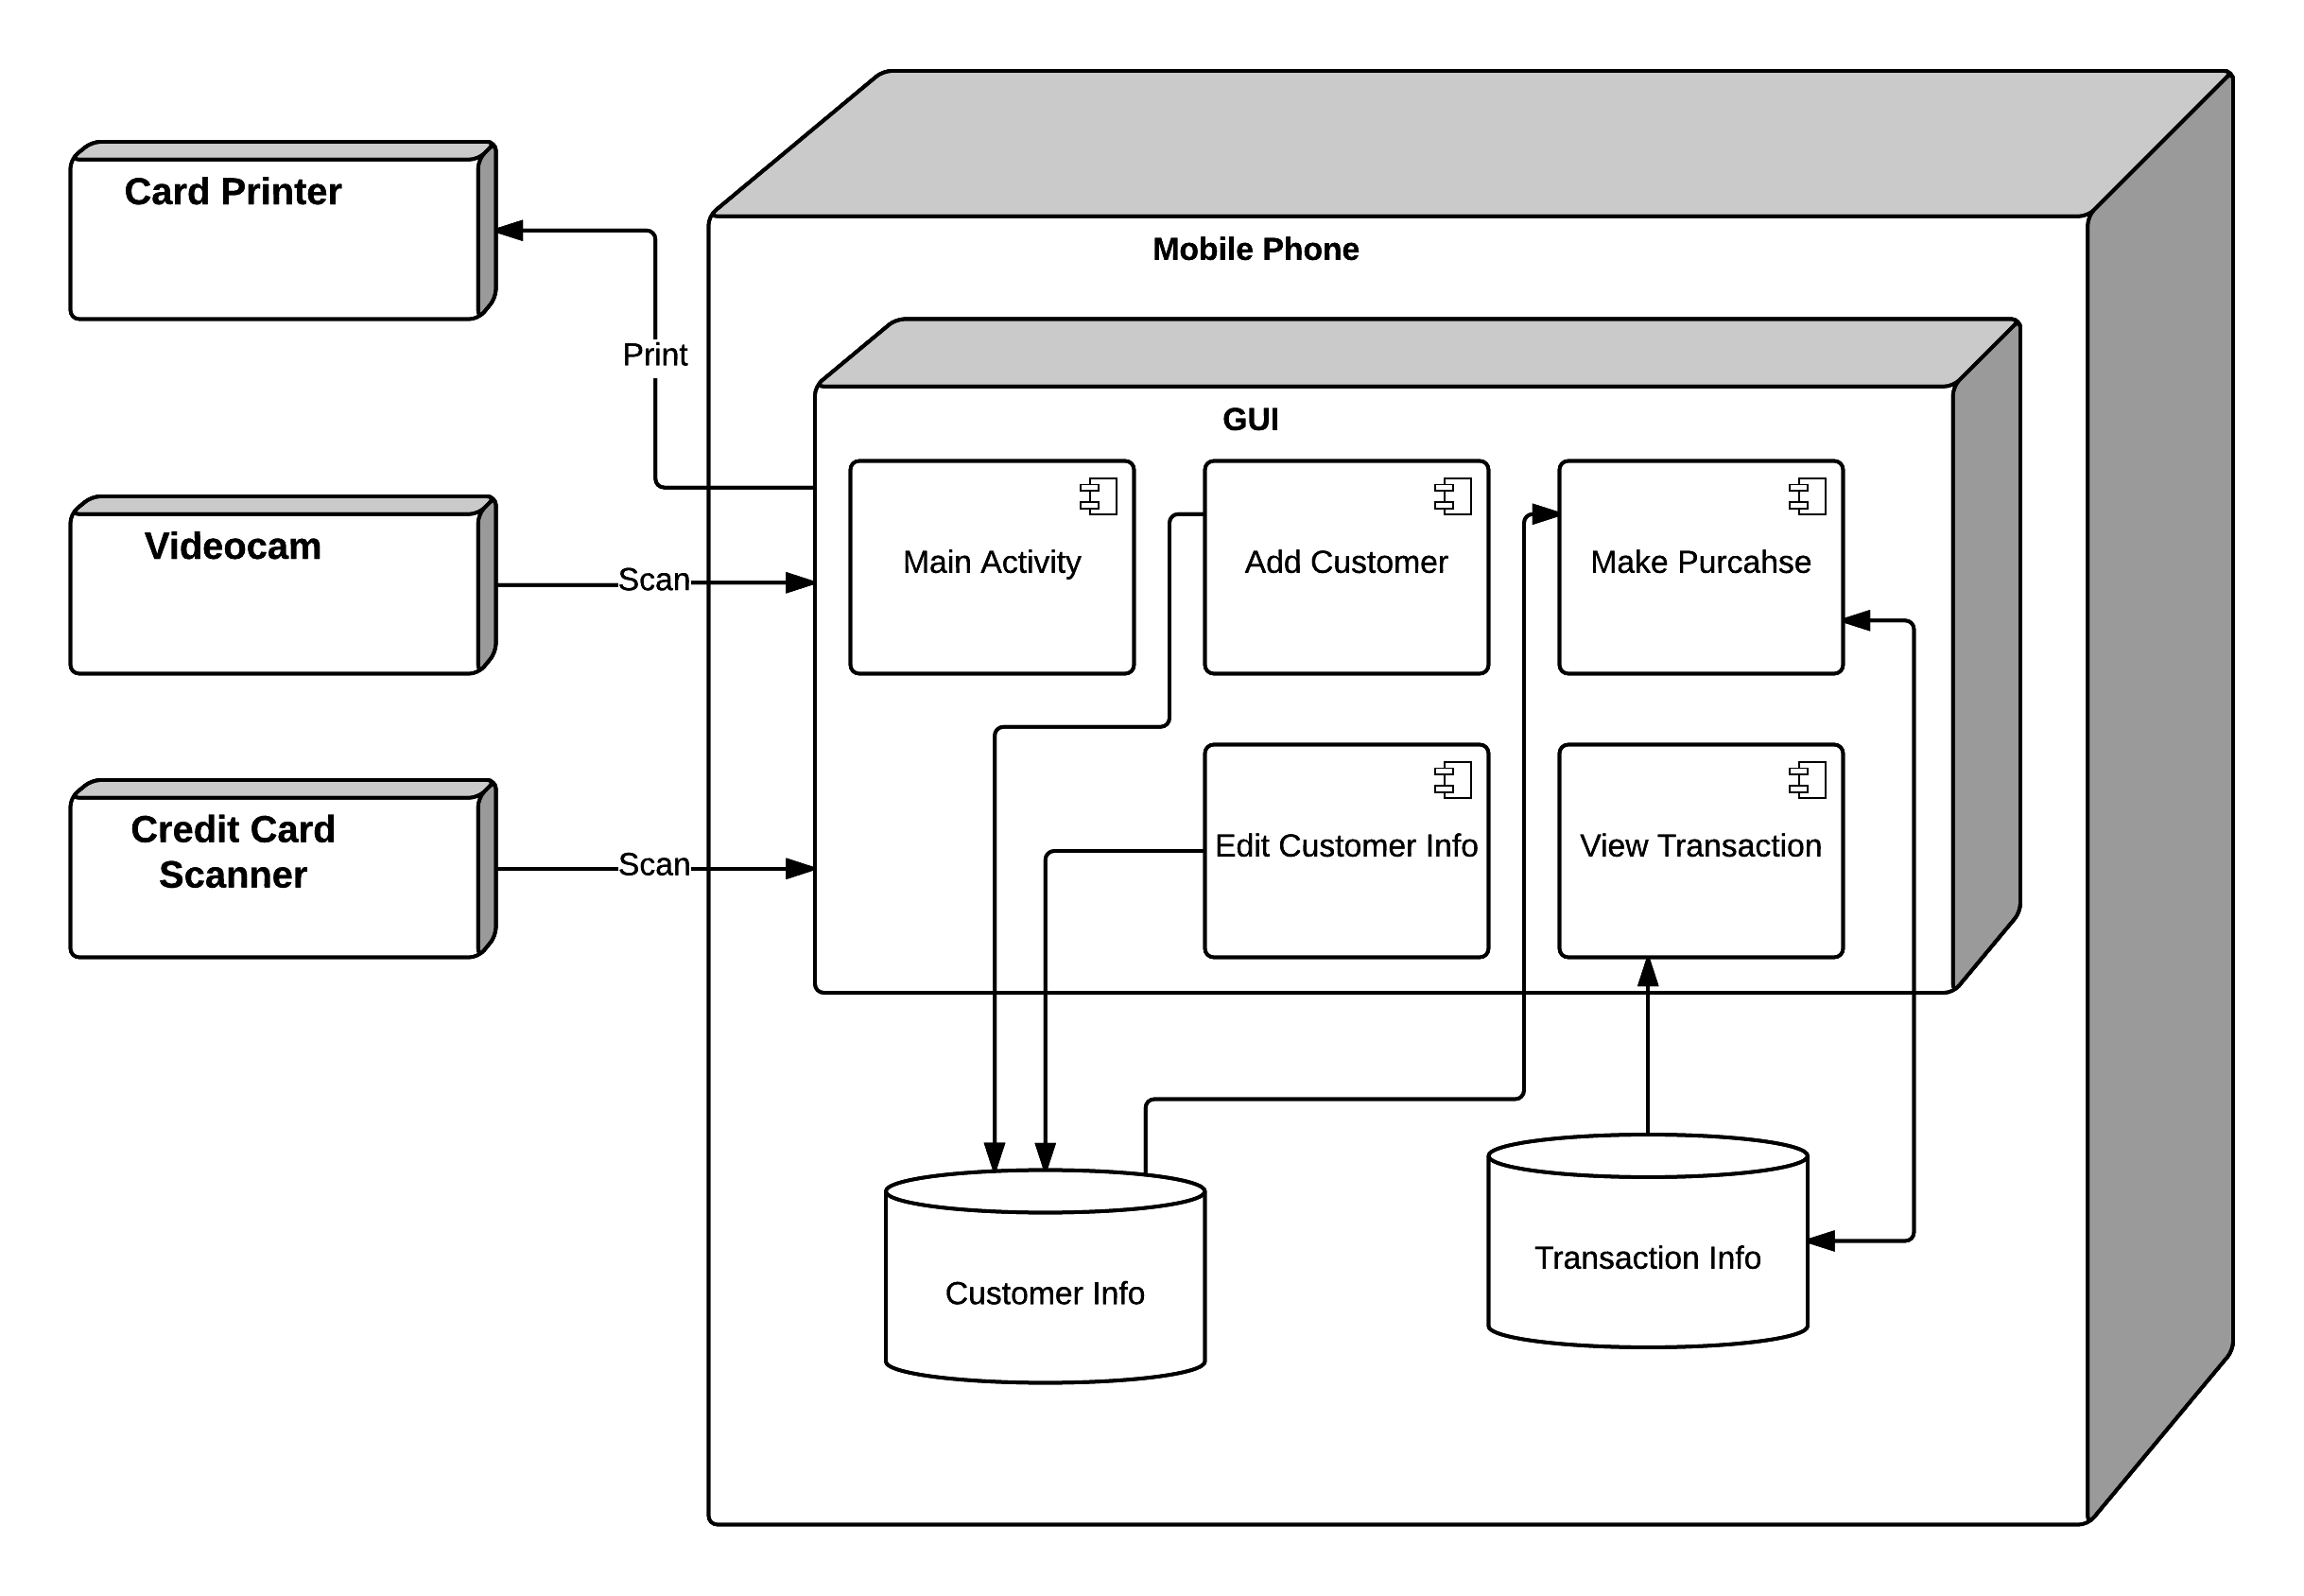 Card Printer
Mobile Phone
Print
GUI
Videocam
Scan
Main Activity
Add Customer
Make Purcahse
Credit Card
Scanner
Scan
Edit Customer Info
View Transaction
Customer Info
Transaction Info